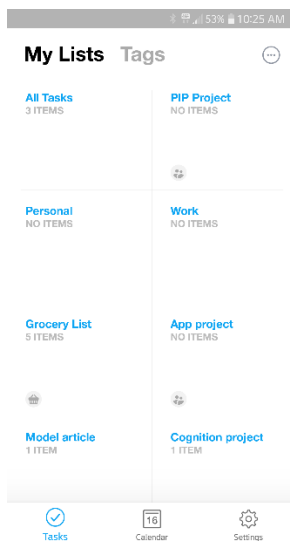 53% 10:25 AM
My Lists Tags
All Tasks
3 ITEMS
PIP Project
NO ITEMS
Personal
NO ITEMS
Work
NO ITEMS
Grocery List
5 ITEMS
App project
NO ITEMS
Model article
1 ITEM
Cognition project
1 ITEM
16
Tasks
Calendar
Settings